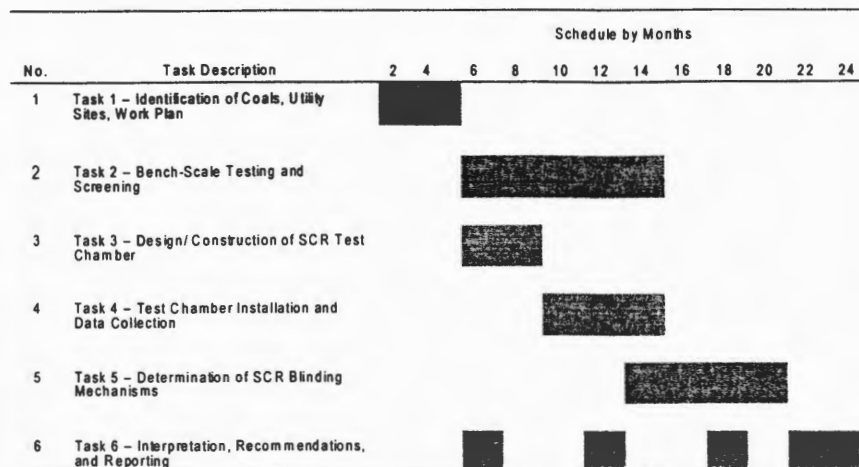 Schedule by Months
No. Task Description 2 4 6 8 10 12 14 16 18 20 22 24
1 Task 1 – Identification of Coals, Utility
Sites, Work Plan
2 Task 2 – Bench-Scale Testing and
Screening
3 Task 3 – Design/Construction of SCR Test
Chamber
4 Task 4 – Test Chamber Installation and
Data Collection
5 Task 5 – Determination of SCR Blinding
Mechanisms
6 Task 6 – Interpretation, Recommendations,
and Reporting